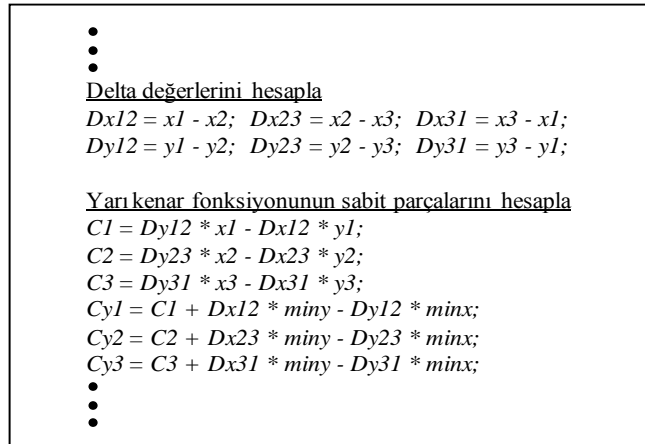 Delta değerlerini hesapla
Dx12 = x1 - x2; Dx23 = x2 - x3; Dx31 = x3 - x1;
Dy12 = y1 - y2; Dy23 = y2 - y3; Dy31 = y3 - y1;
Yarı kenar fonksiyonunun sabit parçalarını hesapla
C1 = Dy12 * x1 - Dx12 * y1;
C2 = Dy23 * x2 - Dx23 * y2;
C3 = Dy31 * x3 - Dx31 * y3;
Cy1 = C1 + Dx12 * miny - Dy12 * minx;
Cy2 = C2 + Dx23 * miny - Dy23 * minx;
Cy3 = C3 + Dx31 * miny - Dy31 * minx;